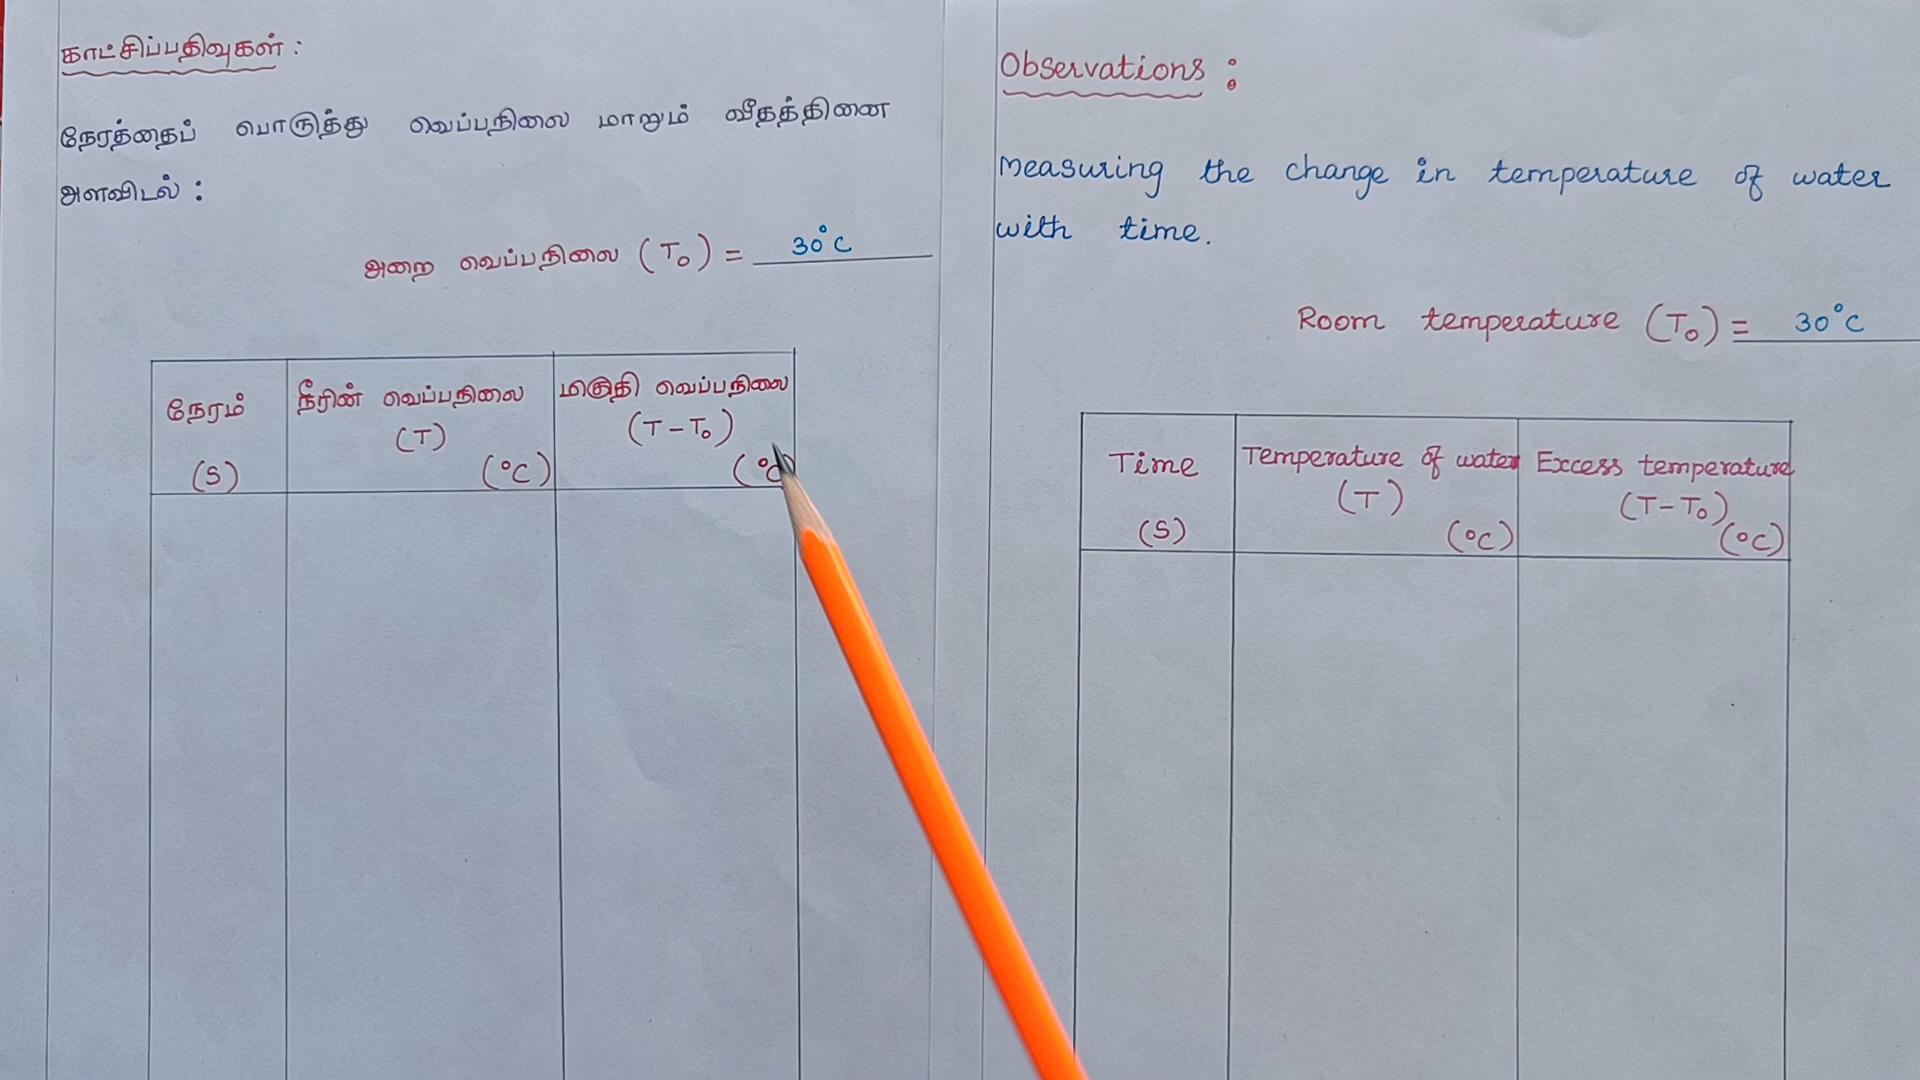 காட்சிப்பதிவுகள் :
நேரத்தைப் பொருத்து வெப்பநிலை மாறும் வீதத்தினை
அளவிடல் :
அறை வெப்பநிலை (T₀) = 30°C
நேரம்
(S)
நீரின் வெப்பநிலை
(T)
(°C)
மிகுதி வெப்பநிலை
(T-T₀)
(°C)
Observations :
Measuring the change in temperature of water
with time.
Room temperature (T₀) = 30°C
Time
(S)
Temperature of water
(T)
(°C)
Excess temperature
(T-T₀)
(°C)